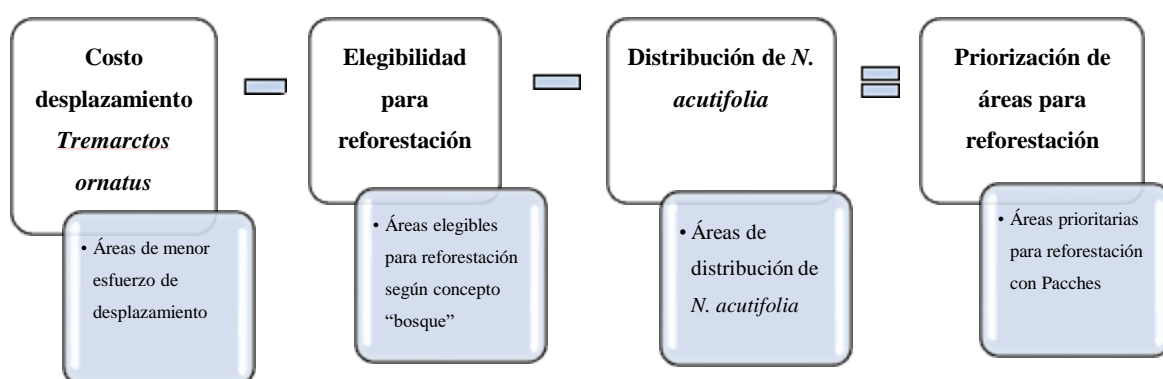 Costo
desplazamiento
Tremarctos
ornatus
• Áreas de menor
esfuerzo de
desplazamiento
Elegibilidad
para
reforestación
• Áreas elegibles
para reforestación
según concepto
“bosque”
Distribución de N.
acutifolia
• Áreas de
distribución de
N. acutifolia
Priorización de
áreas para
reforestación
• Áreas prioritarias
para reforestación
con Pacches